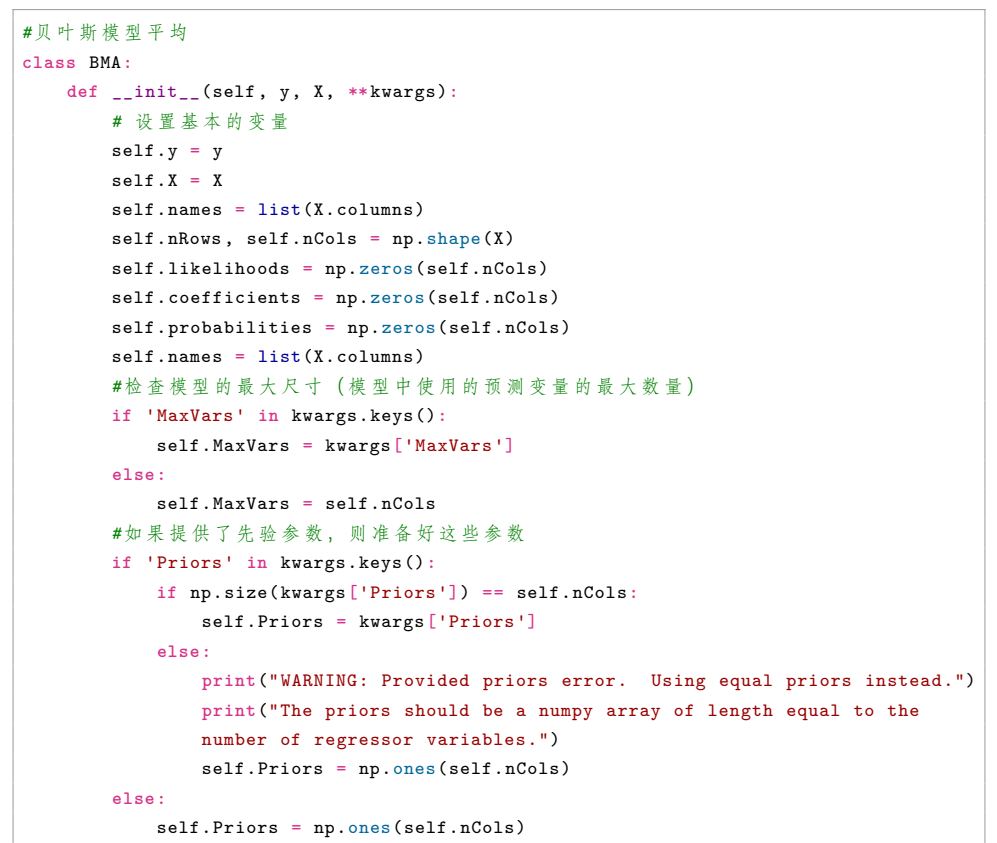 #贝叶斯模型平均
class BMA:
    def __init__(self, y, X, **kwargs):
        # 设置基本的变量
        self.y = y
        self.X = X
        self.names = list(X.columns)
        self.nRows, self.nCols = np.shape(X)
        self.likelihoods = np.zeros(self.nCols)
        self.coefficients = np.zeros(self.nCols)
        self.probabilities = np.zeros(self.nCols)
        self.names = list(X.columns)
        #检查模型的最大尺寸 (模型中使用的预测变量的最大数量)
        if 'MaxVars' in kwargs.keys():
            self.MaxVars = kwargs['MaxVars']
        else:
            self.MaxVars = self.nCols
        #如果提供了先验参数，则准备好这些参数
        if 'Priors' in kwargs.keys():
            if np.size(kwargs['Priors']) == self.nCols:
                self.Priors = kwargs['Priors']
            else:
                print("WARNING: Provided priors error.  Using equal priors instead.")
                print("The priors should be a numpy array of length equal to the
                number of regressor variables.")
                self.Priors = np.ones(self.nCols)
        else:
            self.Priors = np.ones(self.nCols)